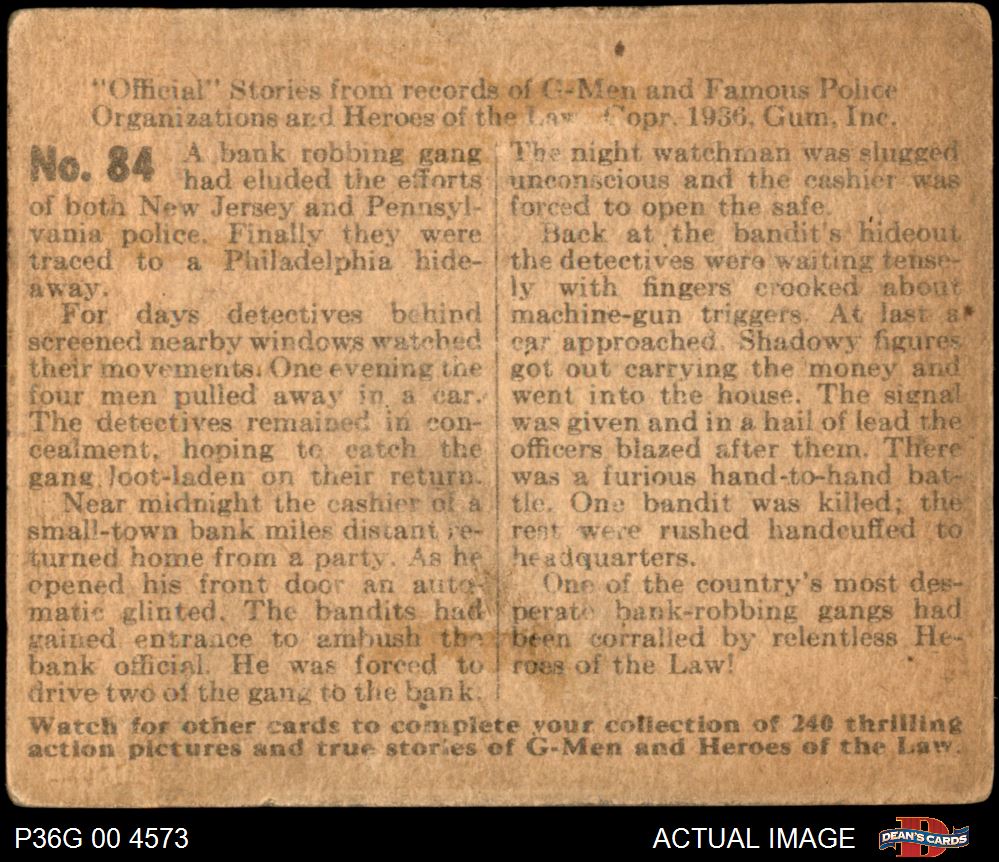 "Official" Stories from records of G-Men and Famous Police
Organizations and Heroes of the Law Copr. 1936, Gum, Inc.
No. 84
A bank robbing gang
had eluded the efforts
of both New Jersey and Pennsyl-
vania police. Finally they were
traced to a Philadelphia hide-
away.
For days detectives behind
screened nearby windows watched
their movements. One evening the
four men pulled away in a car.
The detectives remained in con-
cealment, hoping to catch the
gang loot-laden on their return.
Near midnight the cashier of a
small-town bank miles distant re-
turned home from a party. As he
opened his front door an auto-
matic glinted. The bandits had
gained entrance to ambush the
bank official. He was forced to
drive two of the gang to the bank.
The night watchman was slugged
unconscious and the cashier was
forced to open the safe.
Back at the bandit's hideout
the detectives were waiting tense-
ly with fingers crooked about
machine-gun triggers. At last a
car approached. Shadowy figures
got out carrying the money and
went into the house. The signal
was given and in a hail of lead the
officers blazed after them. There
was a furious hand-to-hand bat-
tle. One bandit was killed; the
rest were rushed handcuffed to
headquarters.
One of the country's most des-
perate bank-robbing gangs had
been corralled by relentless He-
roes of the Law!
Watch for other cards to complete your collection of 240 thrilling
action pictures and true stories of G-Men and Heroes of the Law.
P36G 00 4573
ACTUAL IMAGE
D
DEAN'S CARDS